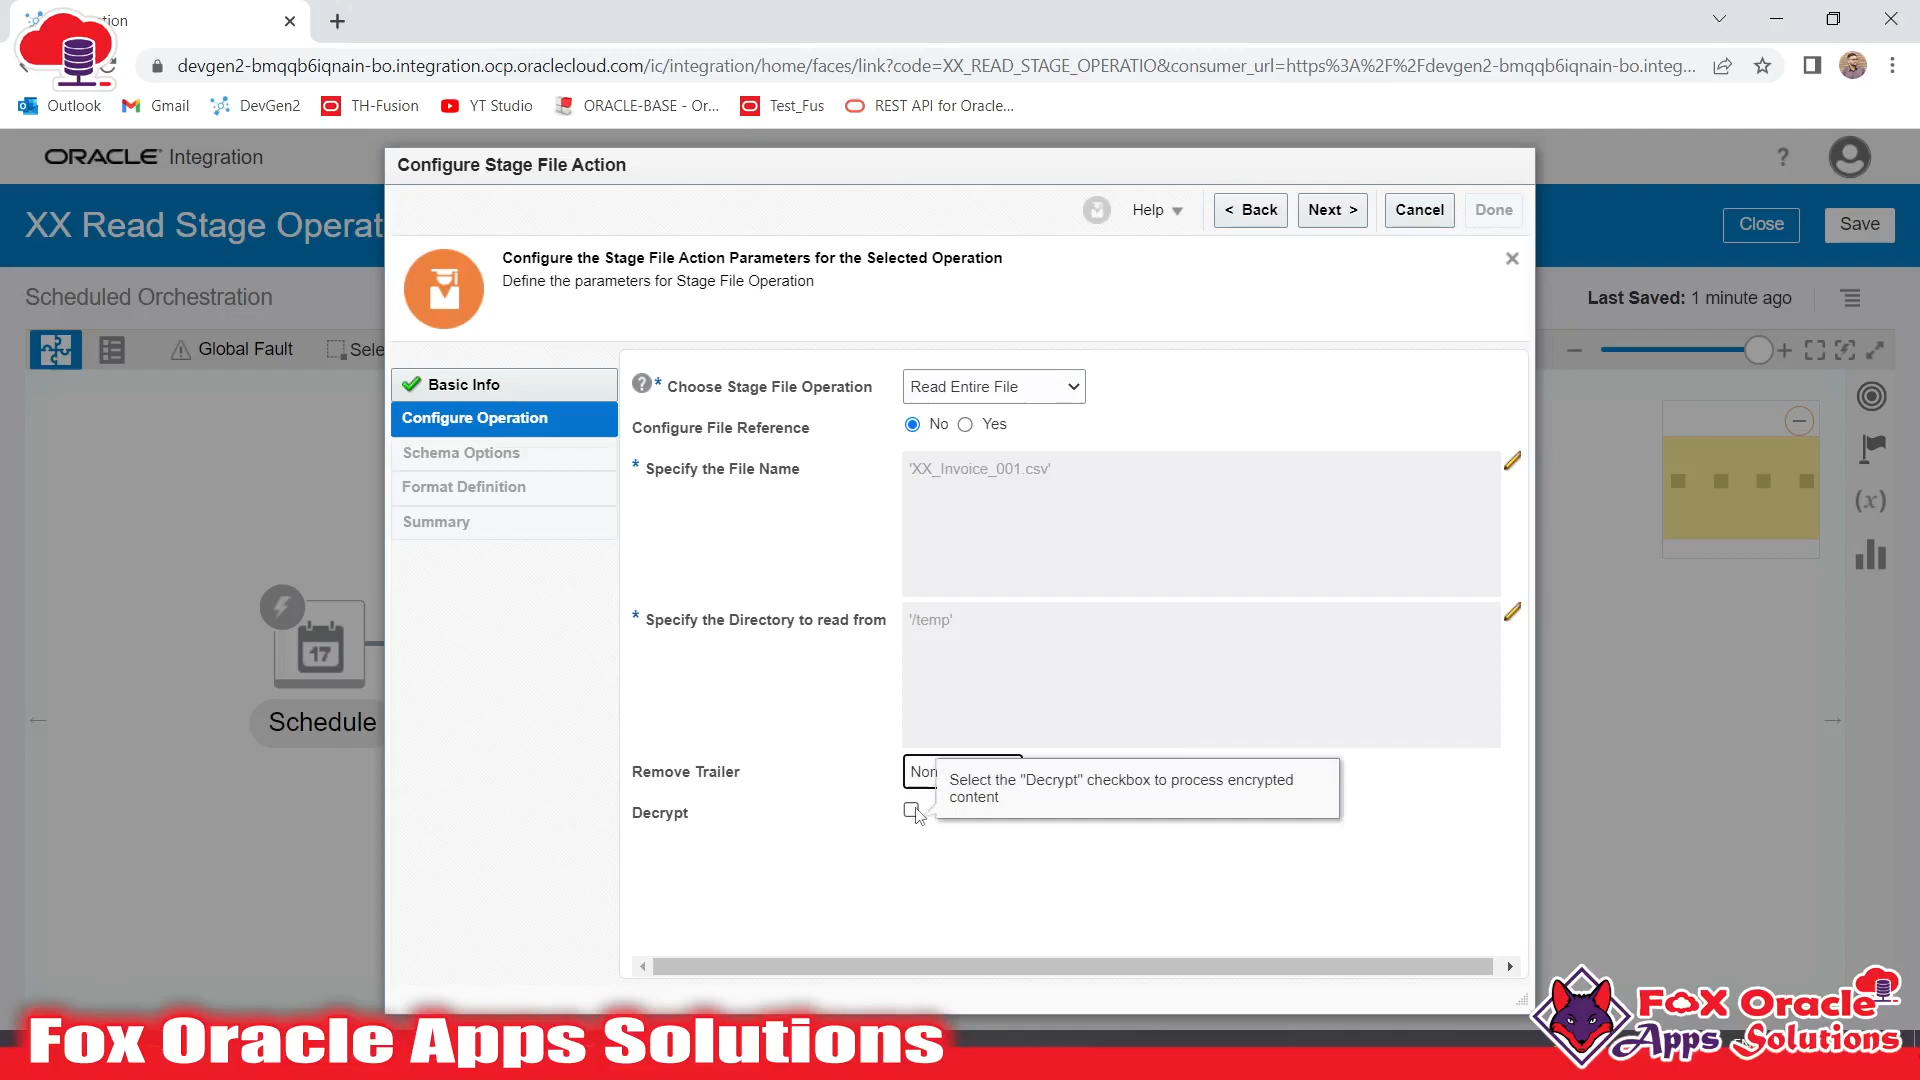 ction
devgen2-bmqqb6iqnain-bo.integration.ocp.oraclecloud.com/ic/integration/home/faces/link?code=XX_READ_STAGE_OPERATIO&consumer_url=https%3A%2F%2Fdevgen2-bmqqb6iqnain-bo.integ...
Outlook Gmail DevGen2 TH-Fusion YT Studio ORACLE-BASE - Or... Test_Fus REST API for Oracle...
ORACLE Integration
XX Read Stage Operat
Close
Save
Scheduled Orchestration
Last Saved: 1 minute ago
Global Fault
Sele
17
Schedule
(x)
Configure Stage File Action
Help
< Back
Next >
Cancel
Done
Configure the Stage File Action Parameters for the Selected Operation
Define the parameters for Stage File Operation
Basic Info
Configure Operation
Schema Options
Format Definition
Summary
* Choose Stage File Operation Read Entire File
Configure File Reference No Yes
* Specify the File Name 'XX_Invoice_001.csv'
* Specify the Directory to read from '/temp'
Remove Trailer Non
Select the "Decrypt" checkbox to process encrypted
content
Decrypt
Fox Oracle Apps Solutions
Fox Oracle
Apps Solutions